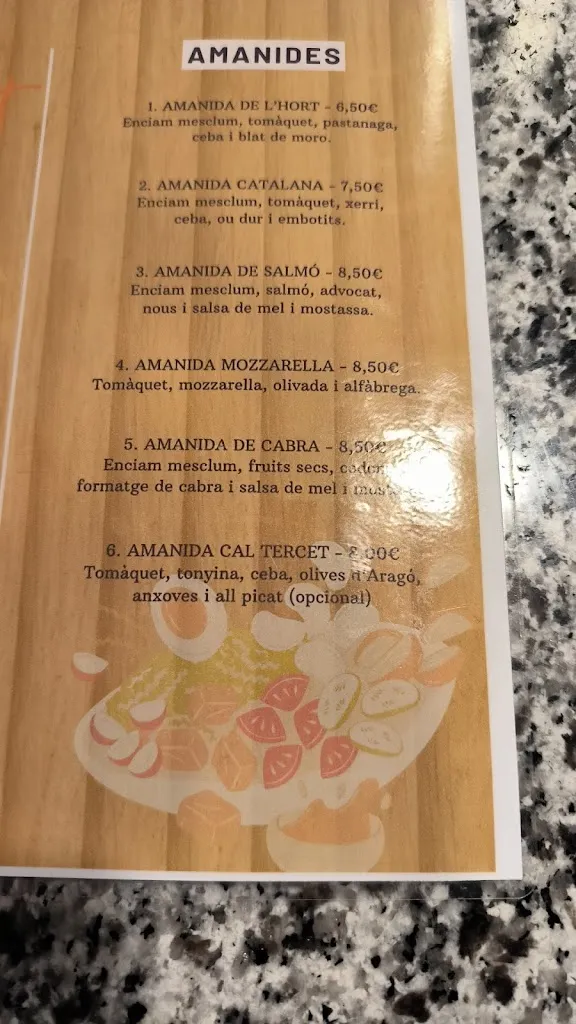 AMANIDES
1. AMANIDA DE L'HORT - 6,50€
Enciam mesclum, tomàquet, pastanaga,
ceba i blat de moro.
2. AMANIDA CATALANA - 7,50€
Enciam mesclum, tomàquet, xerri,
ceba, ou dur i embotits.
3. AMANIDA DE SALMÓ - 8,50€
Enciam mesclum, salmó, advocat,
nous i salsa de mel i mostassa.
4. AMANIDA MOZZARELLA - 8,50€
Tomàquet, mozzarella, olivada i alfàbrega.
5. AMANIDA DE CABRA - 8,50€
Enciam mesclum, fruits secs,
formatge de cabra i salsa de mel i
6. AMANIDA CAL TERCET -
Tomàquet, tonyina, ceba, olives d'Aragó,
anxoves i all picat (opcional)